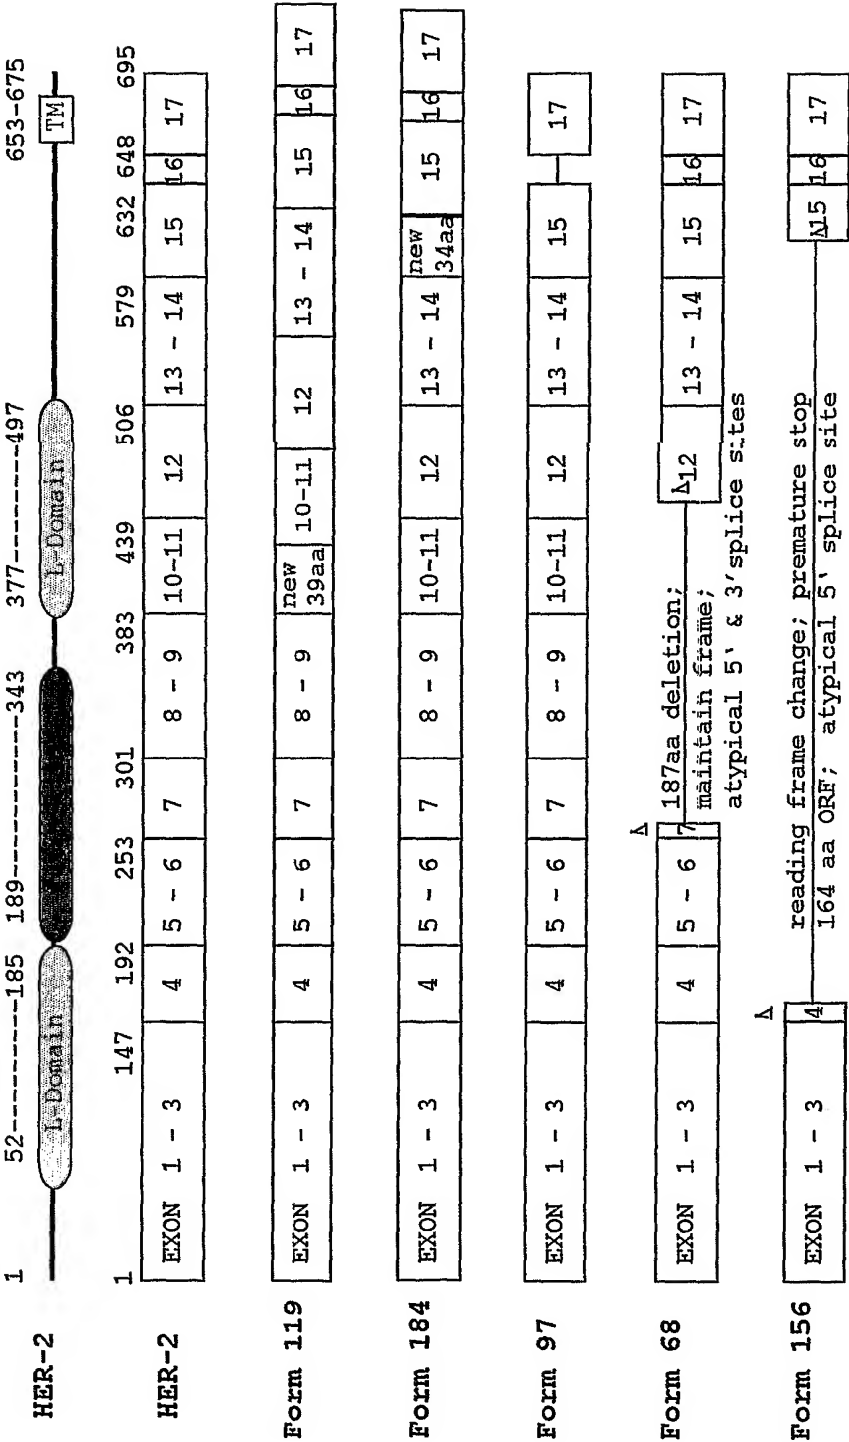 1 52--------185 189-----------343 377--------497 653-675
HER-2 L-Domain L-Domain TM
1 147 192 253 301 383 439 506 579 632 648 695
HER-2 EXON 1 - 3 4 5 - 6 7 8 - 9 10-11 12 13 - 14 15 16 17
Form 119 EXON 1 - 3 4 5 - 6 7 8 - 9 new 39aa 10-11 12 13 - 14 15 16 17
Form 184 EXON 1 - 3 4 5 - 6 7 8 - 9 10-11 12 13 - 14 new 34aa 15 16 17
Form 97 EXON 1 - 3 4 5 - 6 7 8 - 9 10-11 12 13 - 14 15 17
Δ
Form 68 EXON 1 - 3 4 5 - 6 7 Δ12 13 - 14 15 16 17
187aa deletion;
maintain frame;
atypical 5' & 3'splice sites
Δ
Form 156 EXON 1 - 3 4 Δ15 16 17
reading frame change; premature stop
164 aa ORF; atypical 5' splice site